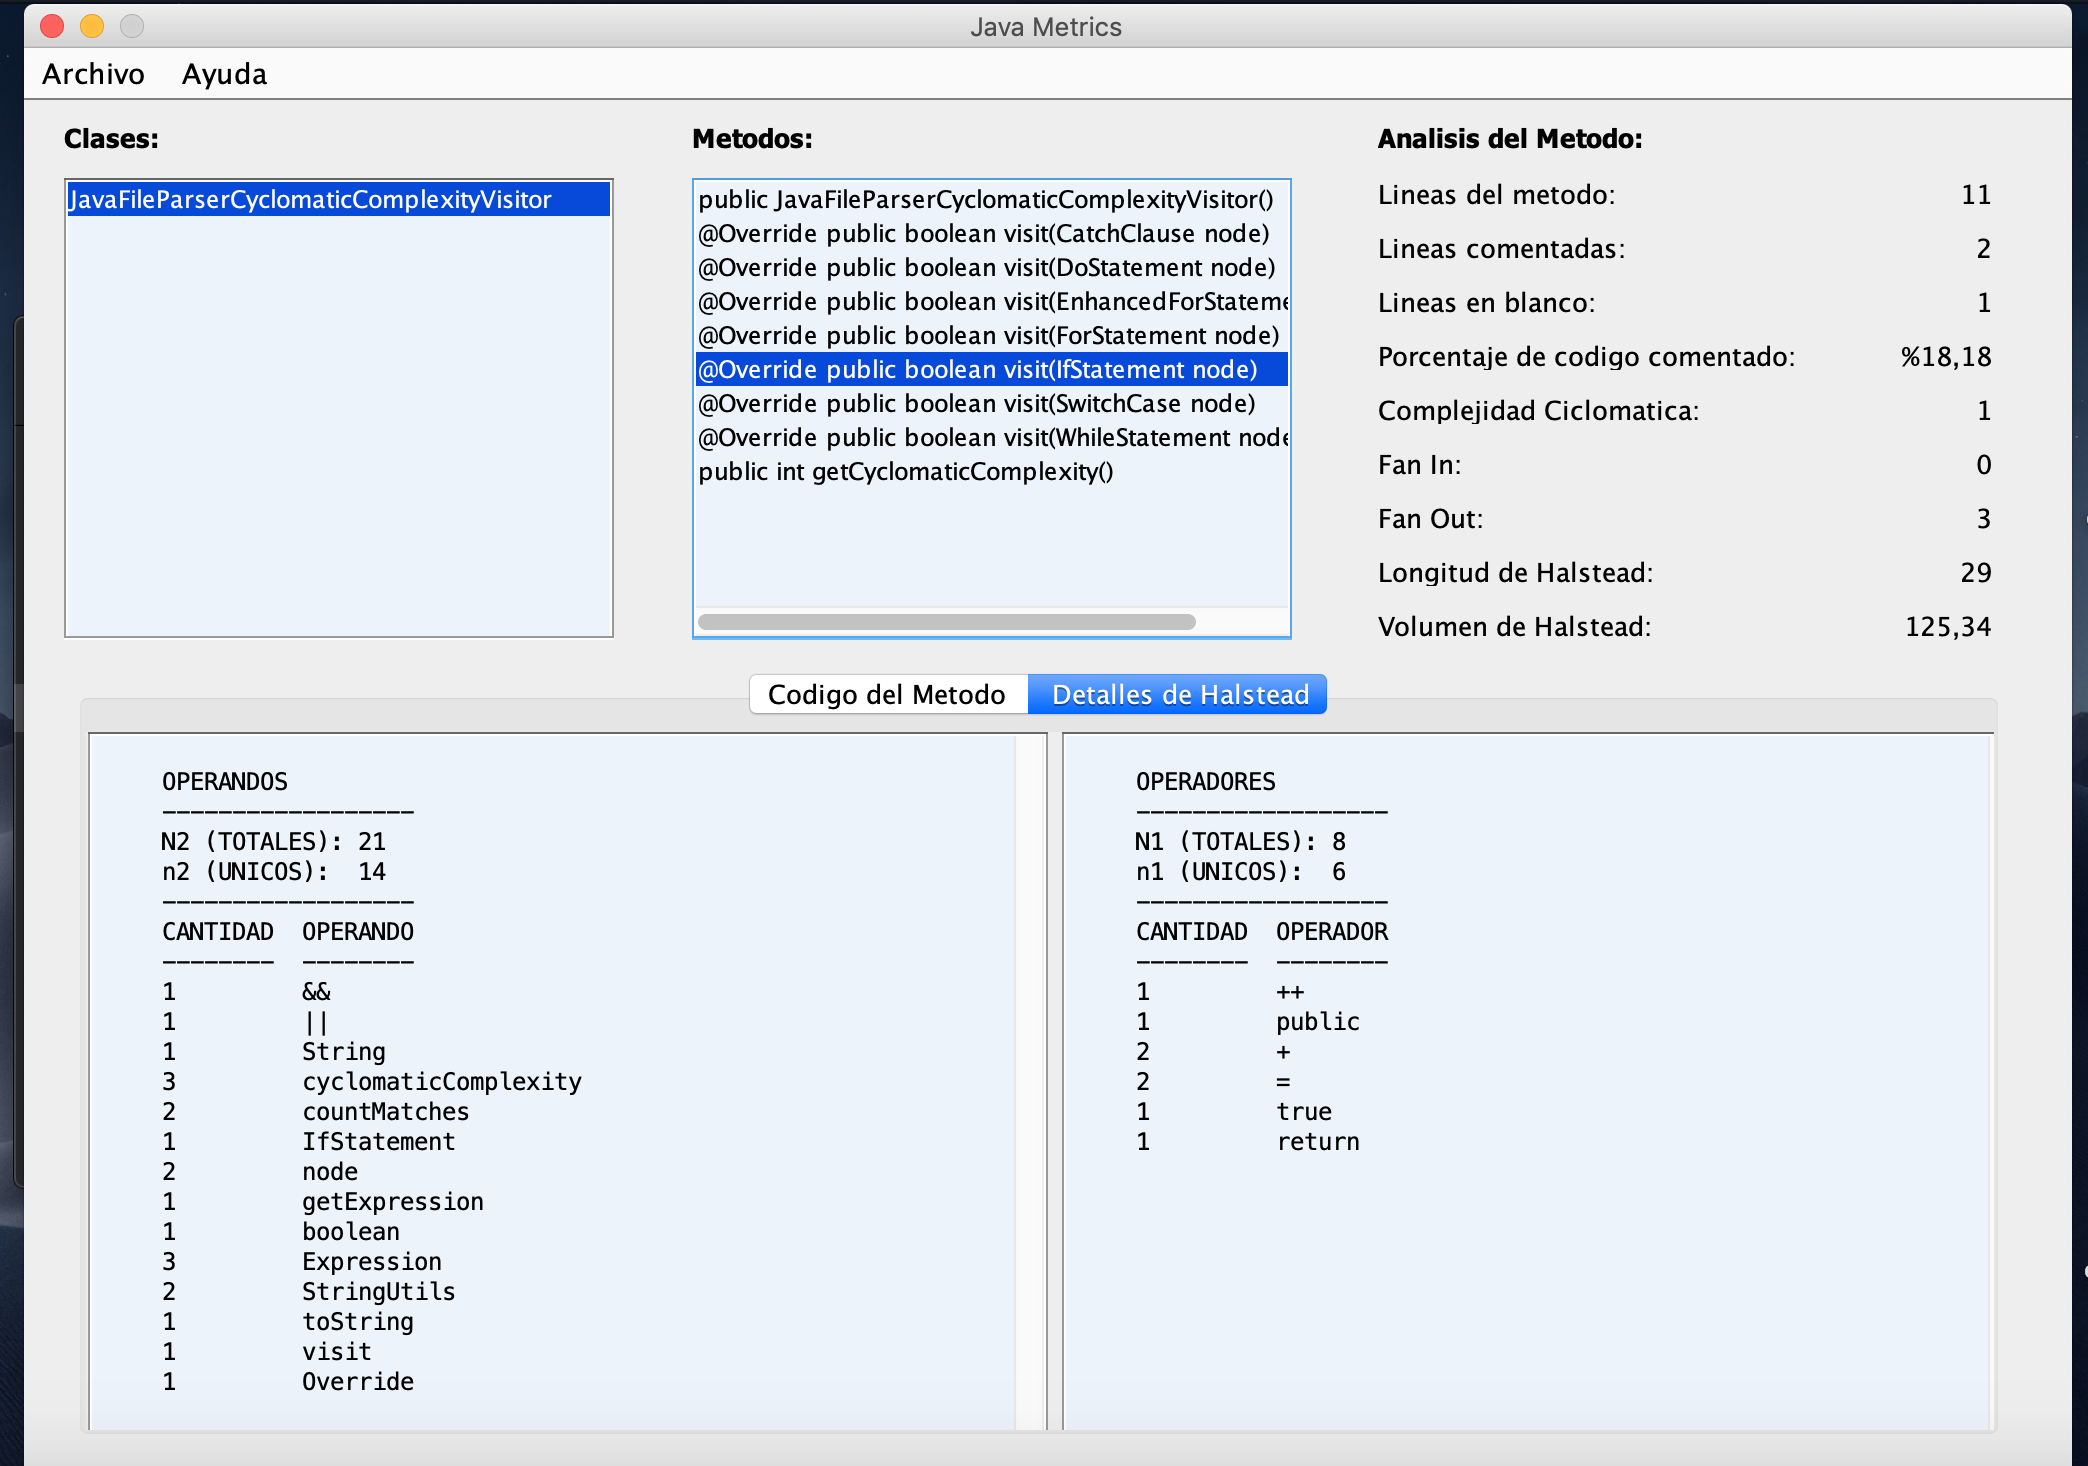 Java Metrics
Archivo Ayuda
Clases:
JavaFileParserCyclomaticComplexityVisitor
Metodos:
public JavaFileParserCyclomaticComplexityVisitor()
@Override public boolean visit(CatchClause node)
@Override public boolean visit(DoStatement node)
@Override public boolean visit(EnhancedForStateme
@Override public boolean visit(ForStatement node)
@Override public boolean visit(IfStatement node)
@Override public boolean visit(SwitchCase node)
@Override public boolean visit(WhileStatement node
public int getCyclomaticComplexity()
Analisis del Metodo:
Lineas del metodo: 11
Lineas comentadas: 2
Lineas en blanco: 1
Porcentaje de codigo comentado: %18,18
Complejidad Ciclomatica: 1
Fan In: 0
Fan Out: 3
Longitud de Halstead: 29
Volumen de Halstead: 125,34
Codigo del Metodo Detalles de Halstead
OPERANDOS
------------------
N2 (TOTALES): 21
n2 (UNICOS): 14
------------------
CANTIDAD OPERANDO
-------- --------
1 &&
1 ||
1 String
3 cyclomaticComplexity
2 countMatches
1 IfStatement
2 node
1 getExpression
1 boolean
3 Expression
2 StringUtils
1 toString
1 visit
1 Override
OPERADORES
------------------
N1 (TOTALES): 8
n1 (UNICOS): 6
------------------
CANTIDAD OPERADOR
-------- --------
1 ++
1 public
2 +
2 =
1 true
1 return